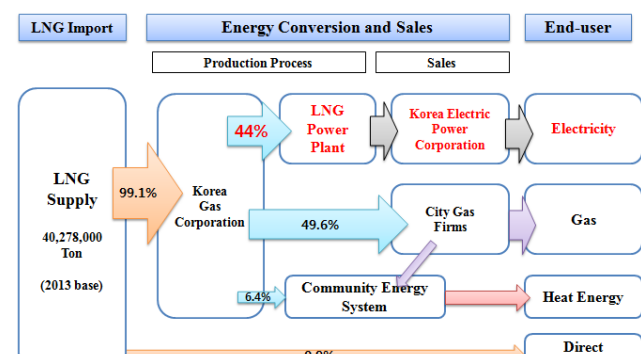 LNG Import
Energy Conversion and Sales
End-user
Production Process
Sales
LNG
Supply
40,278,000
Ton
(2013 base)
99.1%
Korea
Gas
Corporation
44%
LNG
Power
Plant
Korea Electric
Power
Corporation
Electricity
49.6%
City Gas
Firms
Gas
6.4%
Community Energy
System
Heat Energy
Direct